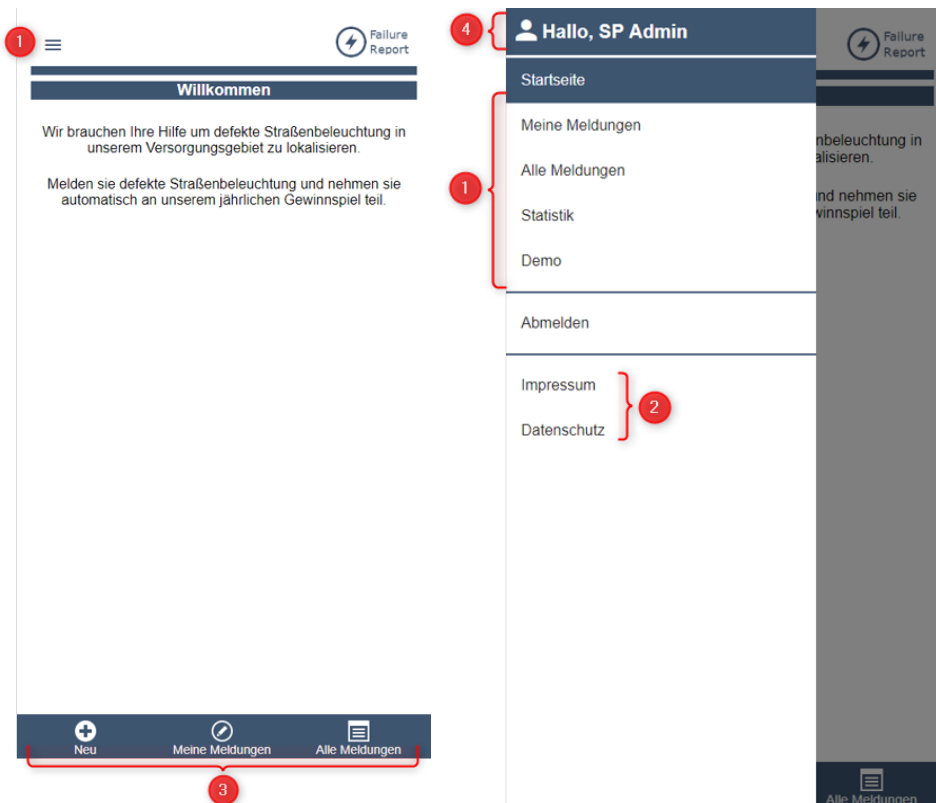 1
Failure
Report
Willkommen
Wir brauchen Ihre Hilfe um defekte Straßenbeleuchtung in
unserem Versorgungsgebiet zu lokalisieren.
Melden sie defekte Straßenbeleuchtung und nehmen sie
automatisch an unserem jährlichen Gewinnspiel teil.
Neu
Meine Meldungen
Alle Meldungen
3
4
Hallo, SP Admin
Startseite
1
Meine Meldungen
Alle Meldungen
Statistik
Demo
Abmelden
Impressum
2
Datenschutz
Failure
Report
nbeleuchtung in
alisieren.
und nehmen sie
winnspiel teil.
Alle Meldungen